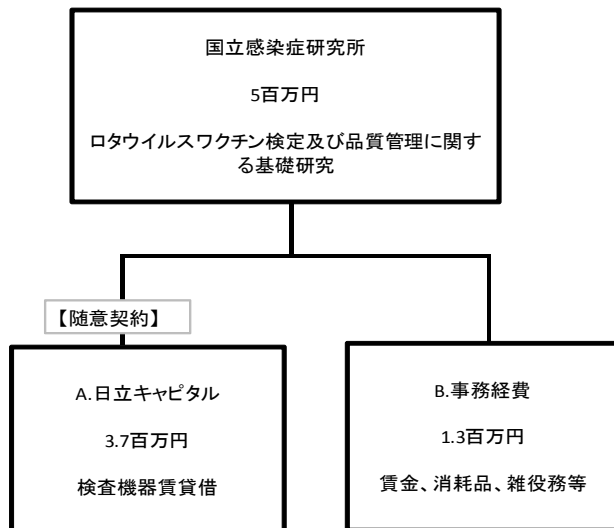 国立感染症研究所
5百万円
ロタウイルスワクチン検定及び品質管理に関す
る基礎研究
【随意契約】
A.日立キャピタル
3.7百万円
検査機器賃貸借
B.事務経費
1.3百万円
賃金、消耗品、雑役務等